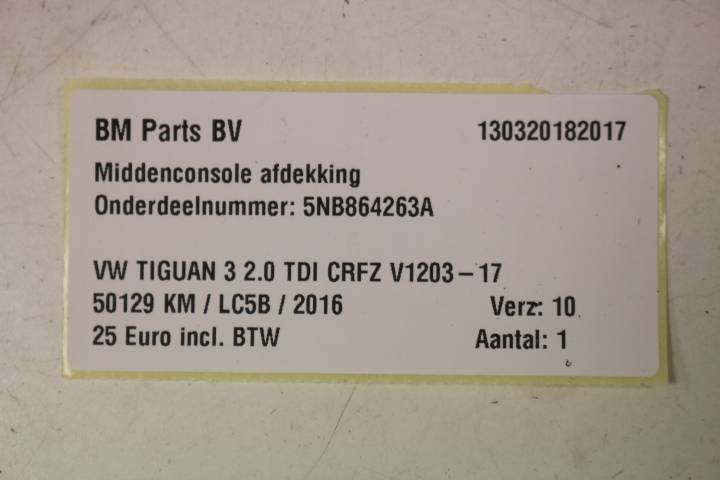 BM Parts BV 130320182017
Middenconsole afdekking
Onderdeelnummer: 5NB864263A
VW TIGUAN 3 2.0 TDI CRFZ V1203-17
50129 KM / LC5B / 2016 Verz: 10
25 Euro incl. BTW Aantal: 1